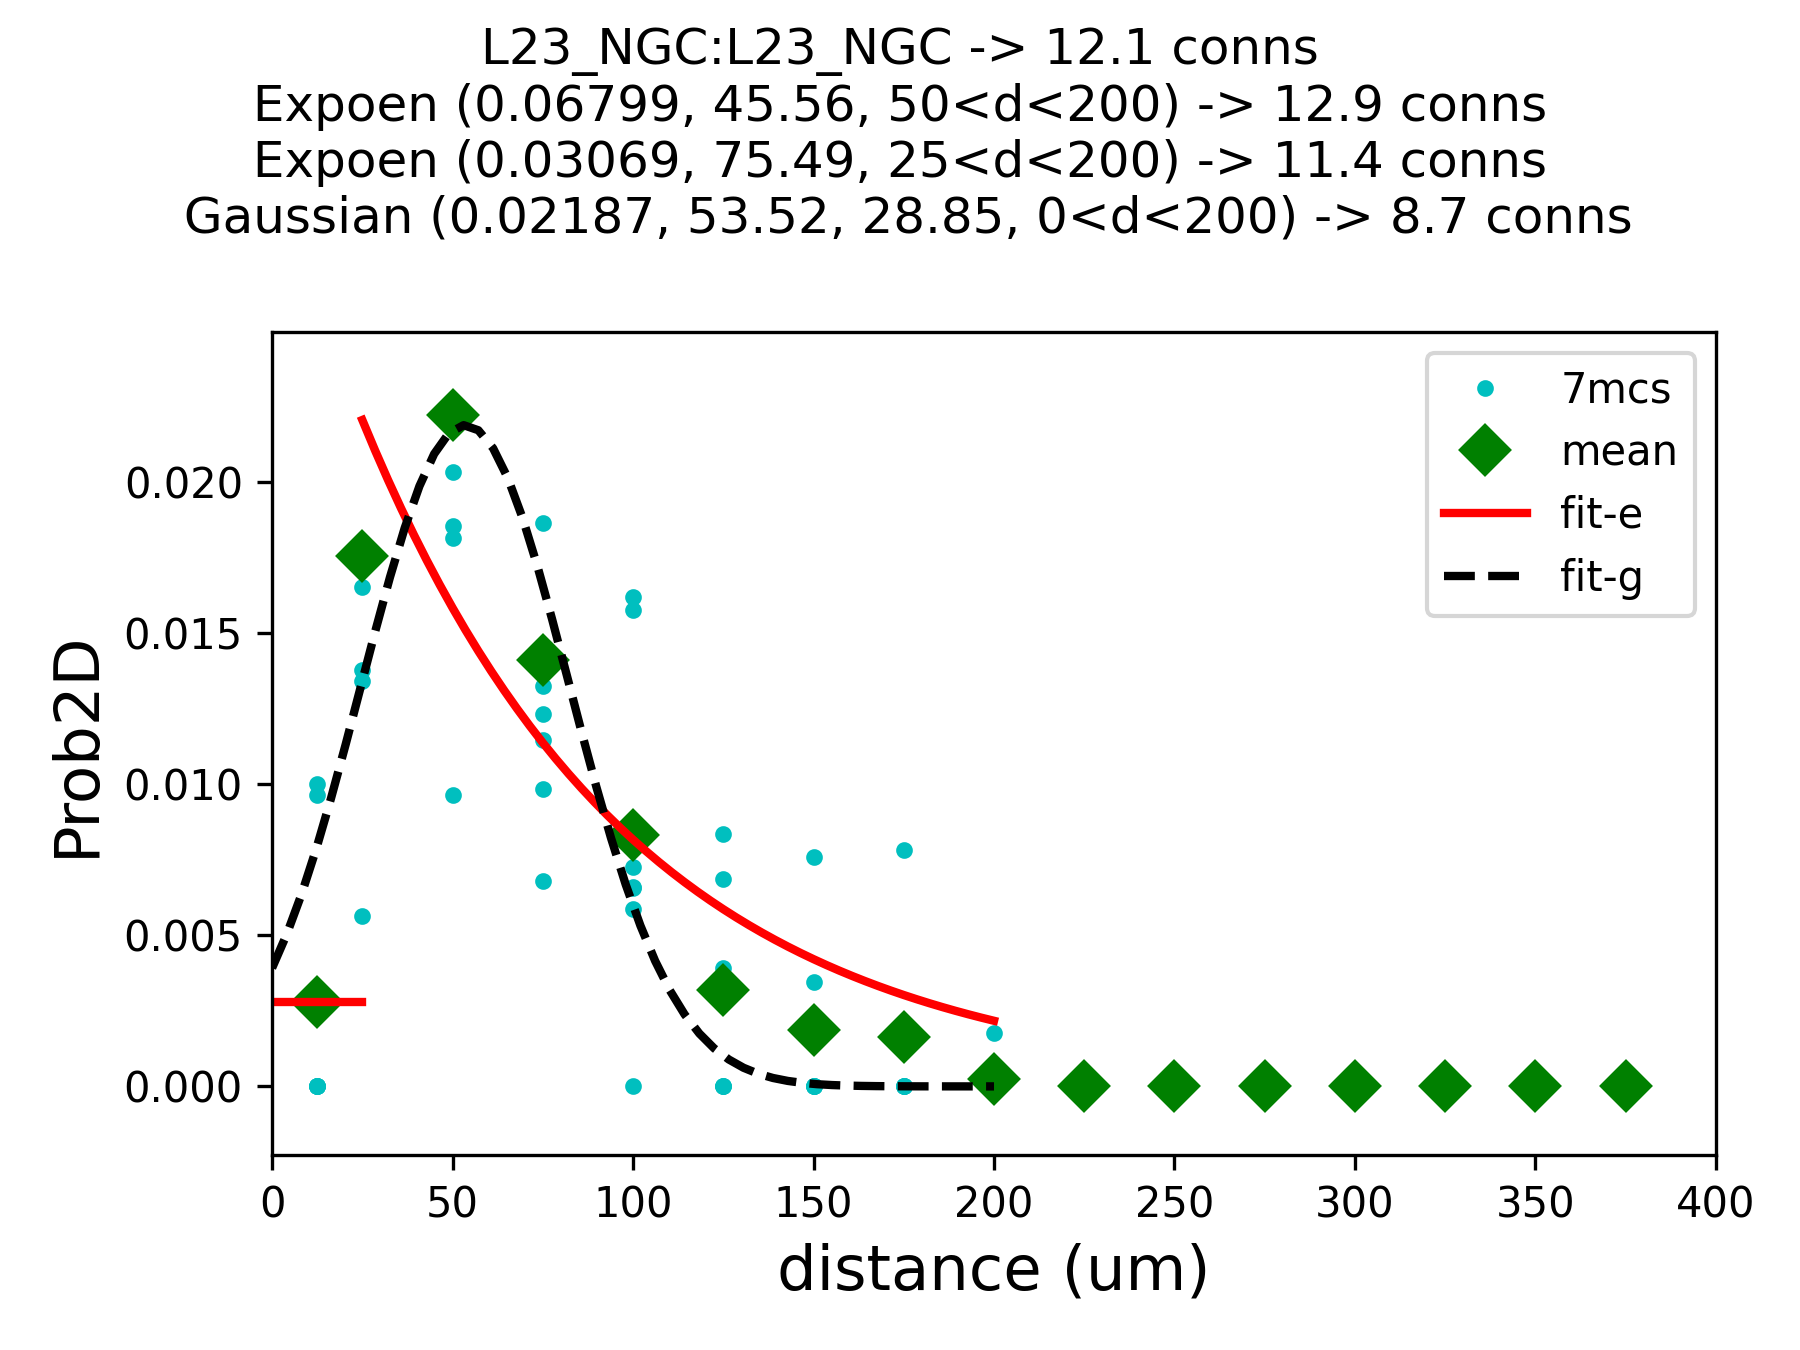 L23_NGC:L23_NGC -> 12.1 conns
Expoen (0.06799, 45.56, 50<d<200) -> 12.9 conns
Expoen (0.03069, 75.49, 25<d<200) -> 11.4 conns
Gaussian (0.02187, 53.52, 28.85, 0<d<200) -> 8.7 conns
7mcs
mean
fit-e
fit-g
Prob2D
0.020
0.015
0.010
0.005
0.000
0 50 100 150 200 250 300 350 400
distance (um)